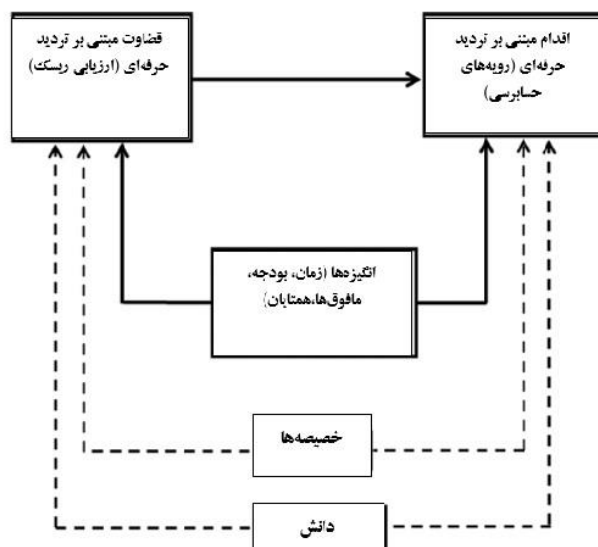 اقدام مبتنی بر تردید
حرفه‌ای (رویه‌های
حسابرسی)
قضاوت مبتنی بر تردید
حرفه‌ای (ارزیابی ریسک)
انگیزه‌ها (زمان، بودجه،
مافوق‌ها،همتایان)
خصیصه‌ها
دانش